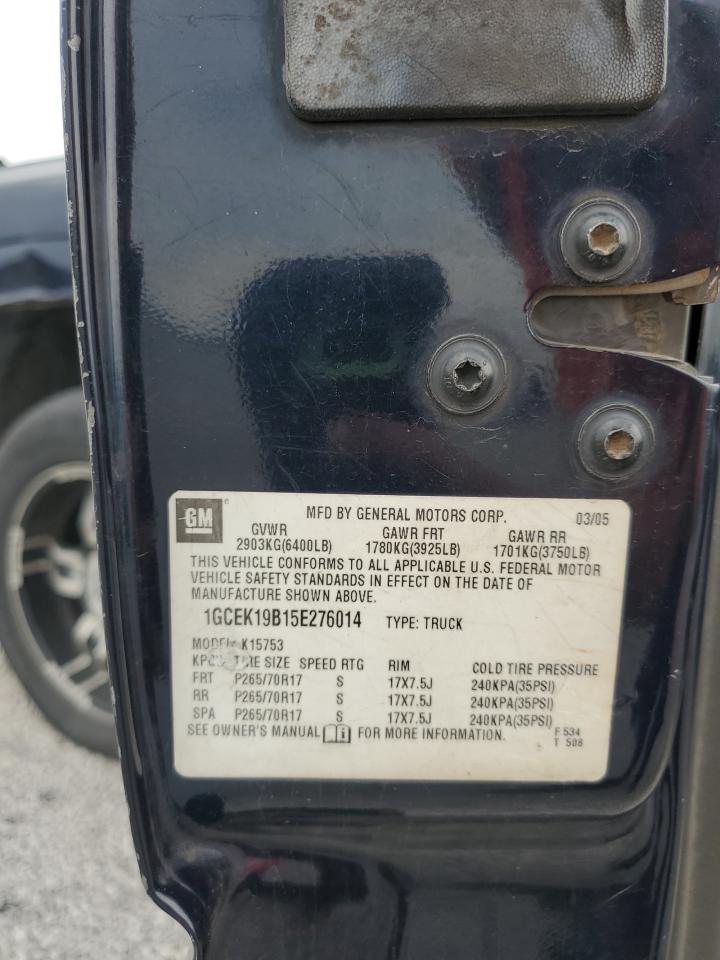 GM
MFD BY GENERAL MOTORS CORP. 03/05
GVWR GAWR FRT GAWR RR
2903KG(6400LB) 1780KG(3925LB) 1701KG(3750LB)
THIS VEHICLE CONFORMS TO ALL APPLICABLE U.S. FEDERAL MOTOR
VEHICLE SAFETY STANDARDS IN EFFECT ON THE DATE OF
MANUFACTURE SHOWN ABOVE.
1GCEK19B15E276014 TYPE: TRUCK
MODEL: K15753
TIRE SIZE SPEED RTG RIM COLD TIRE PRESSURE
FRT P265/70R17 S 17X7.5J 240KPA(35PSI)
RR P265/70R17 S 17X7.5J 240KPA(35PSI)
SPA P265/70R17 S 17X7.5J 240KPA(35PSI)
SEE OWNER'S MANUAL FOR MORE INFORMATION. F 534
T 508